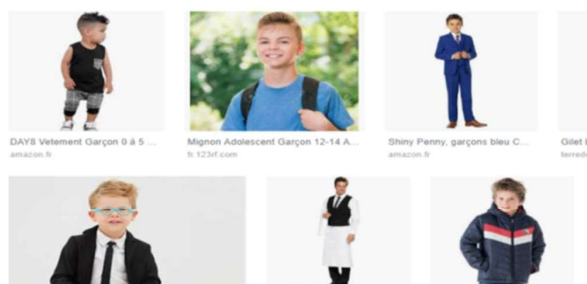 DAY8 Vetement Garçon 0 à 5 ...
amazon.fr
Mignon Adolescent Garçon 12-14 A...
fr.123rf.com
Shiny Penny, garçons bleu C...
amazon.fr
Gilet